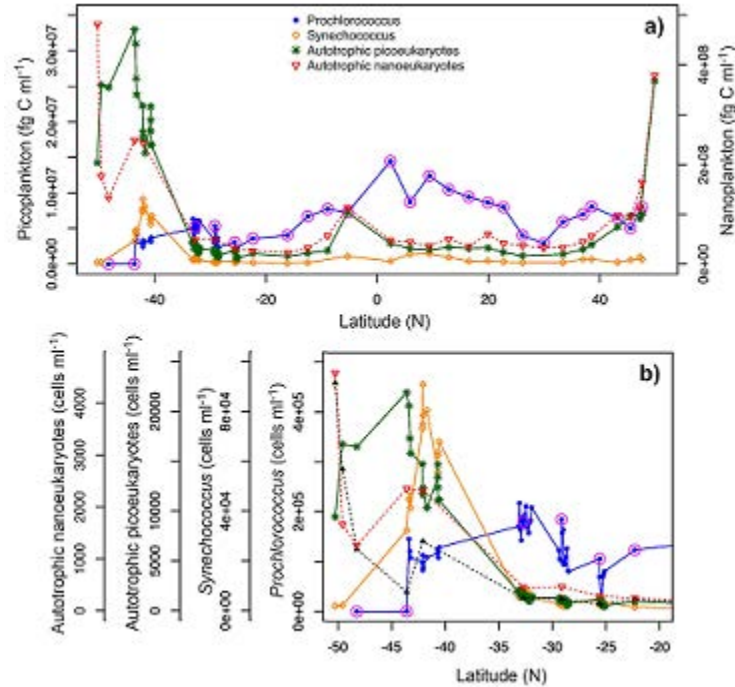 a)
Prochlorococcus
Synechococcus
Autotrophic picoeukaryotes
Autotrophic nanoeukaryotes
Picoplankton (fg C ml⁻¹)
0.0e+00 1.0e+07 2.0e+07 3.0e+07
Nanoplankton (fg C ml⁻¹)
0e+00 2e+08 4e+08
-40 -20 0 20 40
Latitude (N)
b)
Autotrophic nanoeukaryotes (cells ml⁻¹)
0 1000 2000 3000 4000
Autotrophic picoeukaryotes (cells ml⁻¹)
0 5000 10000 20000
Synechococcus (cells ml⁻¹)
0e+00 4e+04 8e+04
Prochlorococcus (cells ml⁻¹)
0e+00 2e+05 4e+05
-50 -45 -40 -35 -30 -25 -20
Latitude (N)